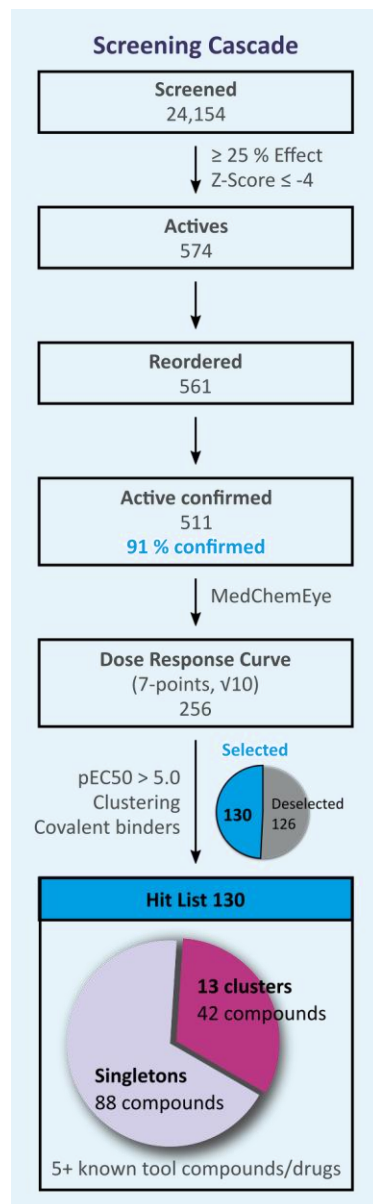 Screening Cascade
Screened
24,154
≥ 25 % Effect
Z-Score ≤ -4
Actives
574
Reordered
561
Active confirmed
511
91 % confirmed
MedChemEye
Dose Response Curve
(7-points, √10)
256
pEC50 > 5.0
Clustering
Covalent binders
Selected
130
Deselected
126
Hit List 130
13 clusters
42 compounds
Singletons
88 compounds
5+ known tool compounds/drugs